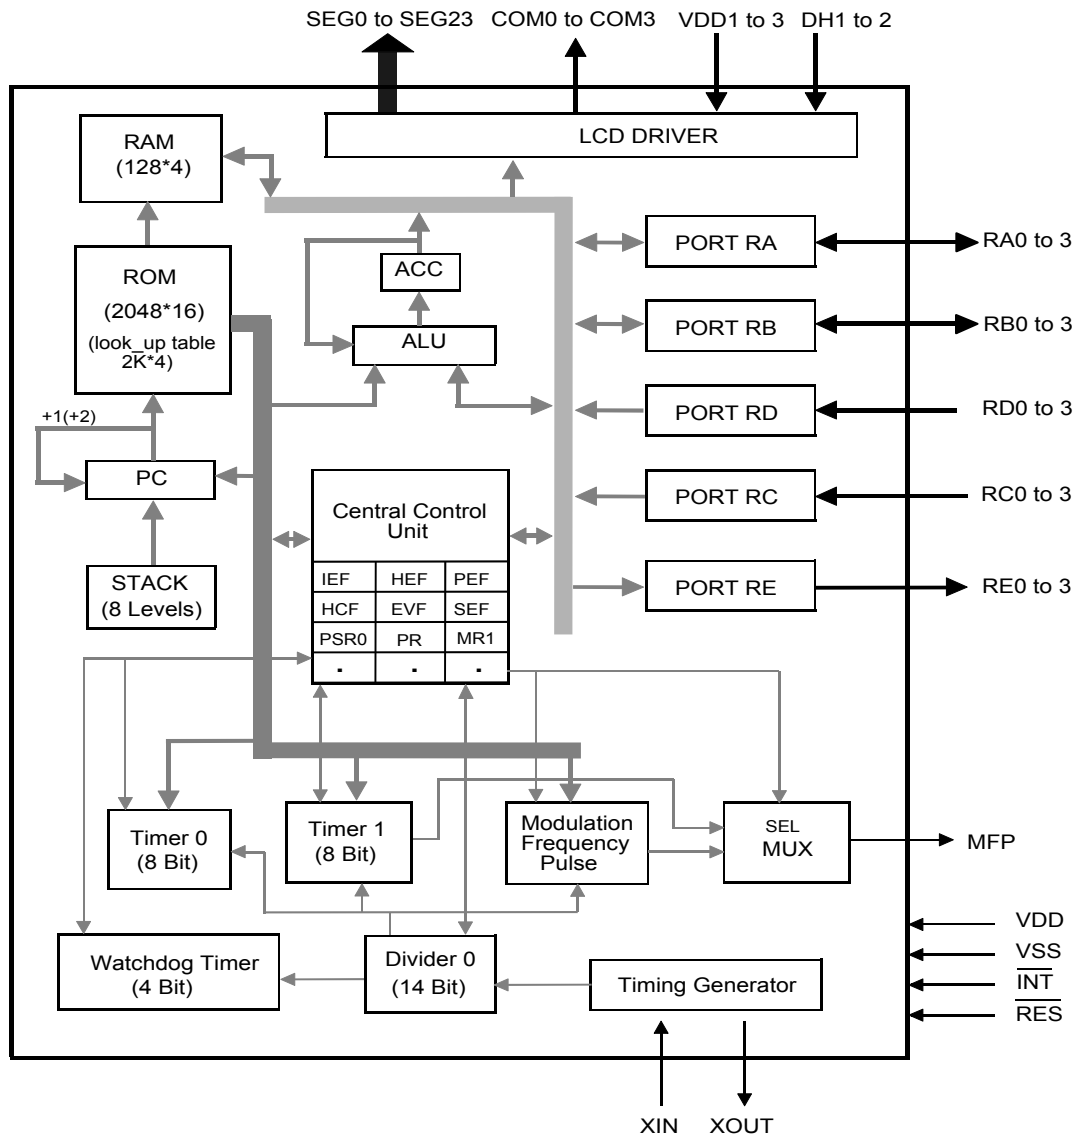 SEG0 to SEG23 COM0 to COM3 VDD1 to 3 DH1 to 2
LCD DRIVER
RAM
(128*4)
ROM
(2048*16)
(look_up table
2K*4)
+1(+2)
PC
STACK
(8 Levels)
ACC
ALU
PORT RA
RA0 to 3
PORT RB
RB0 to 3
PORT RD
RD0 to 3
PORT RC
RC0 to 3
PORT RE
RE0 to 3
Central Control
Unit
IEF HEF PEF
HCF EVF SEF
PSR0 PR MR1
. . .
Timer 0
(8 Bit)
Timer 1
(8 Bit)
Modulation
Frequency
Pulse
SEL
MUX
MFP
Watchdog Timer
(4 Bit)
Divider 0
(14 Bit)
Timing Generator
VDD
VSS
INT
RES
XIN XOUT